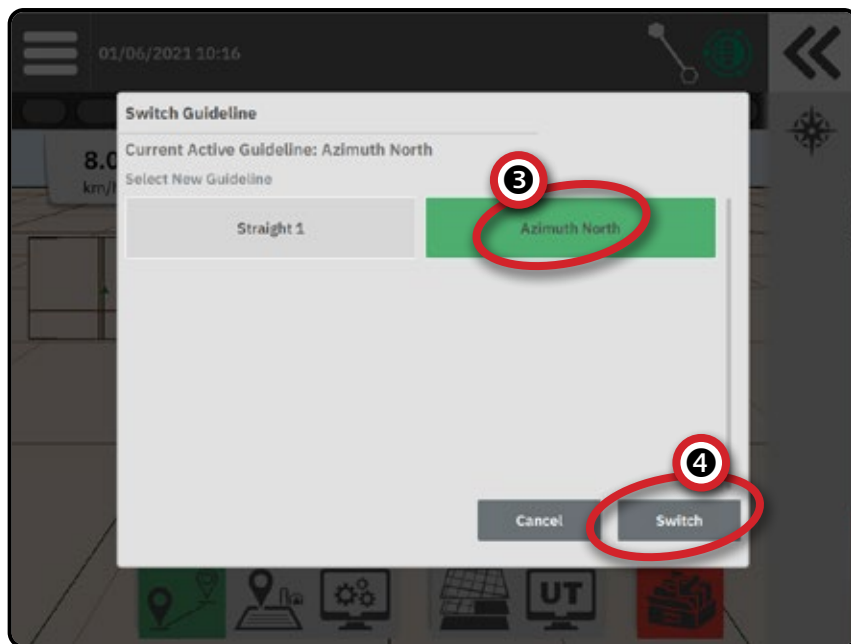 01/06/2021 10:16
Switch Guideline
Current Active Guideline: Azimuth North
8.0
km/h
Select New Guideline
3
Straight 1
Azimuth North
4
Cancel
Switch
UT